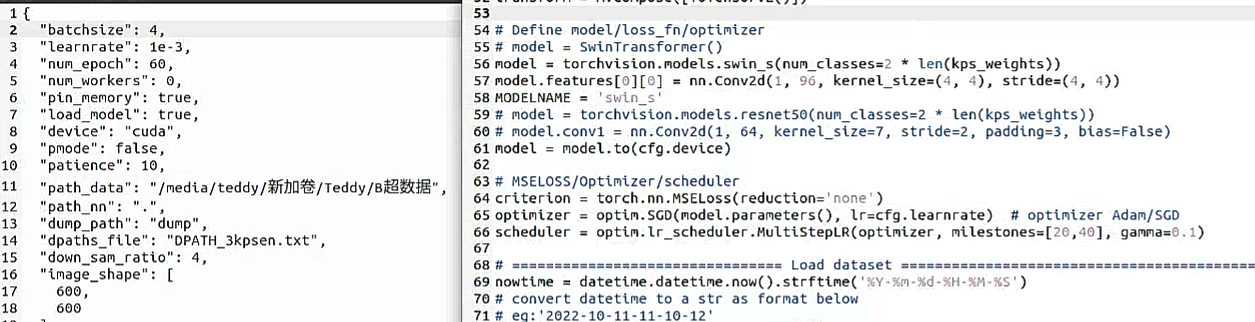 1 {
2 "batchsize": 4,
3 "learnrate": 1e-3,
4 "num_epoch": 60,
5 "num_workers": 0,
6 "pin_memory": true,
7 "load_model": true,
8 "device": "cuda",
9 "pmode": false,
10 "patience": 10,
11 "path_data": "/media/teddy/新加卷/Teddy/B超数据",
12 "path_nn": ".",
13 "dump_path": "dump",
14 "dpaths_file": "DPATH_3kpsen.txt",
15 "down_sam_ratio": 4,
16 "image_shape": [
17 600,
18 600
53
54 # Define model/loss_fn/optimizer
55 # model = SwinTransformer()
56 model = torchvision.models.swin_s(num_classes=2 * len(kps_weights))
57 model.features[0][0] = nn.Conv2d(1, 96, kernel_size=(4, 4), stride=(4, 4))
58 MODELNAME = 'swin_s'
59 # model = torchvision.models.resnet50(num_classes=2 * len(kps_weights))
60 # model.conv1 = nn.Conv2d(1, 64, kernel_size=7, stride=2, padding=3, bias=False)
61 model = model.to(cfg.device)
62
63 # MSELOSS/Optimizer/scheduler
64 criterion = torch.nn.MSELoss(reduction='none')
65 optimizer = optim.SGD(model.parameters(), lr=cfg.learnrate) # optimizer Adam/SGD
66 scheduler = optim.lr_scheduler.MultiStepLR(optimizer, milestones=[20,40], gamma=0.1)
67
68 # =============================== Load dataset ========================================
69 nowtime = datetime.datetime.now().strftime('%Y-%m-%d-%H-%M-%S')
70 # convert datetime to a str as format below
71 # eg:'2022-10-11-11-10-12'